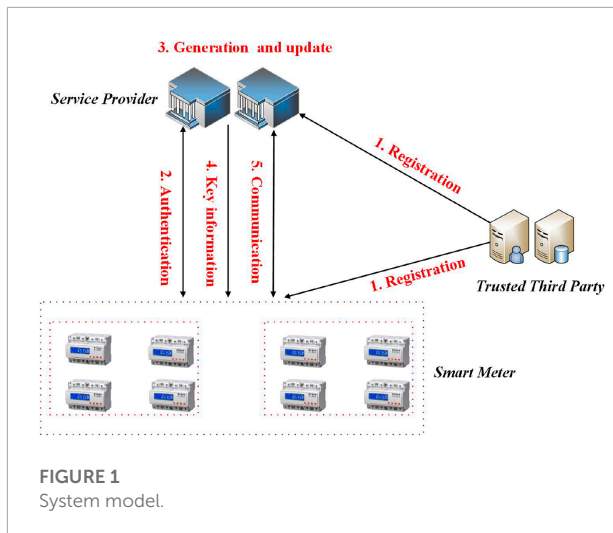 3. Generation and update
Service Provider
1. Registration
2. Authentication
4. Key information
5. Communication
1. Registration
Trusted Third Party
Smart Meter
FIGURE 1
System model.